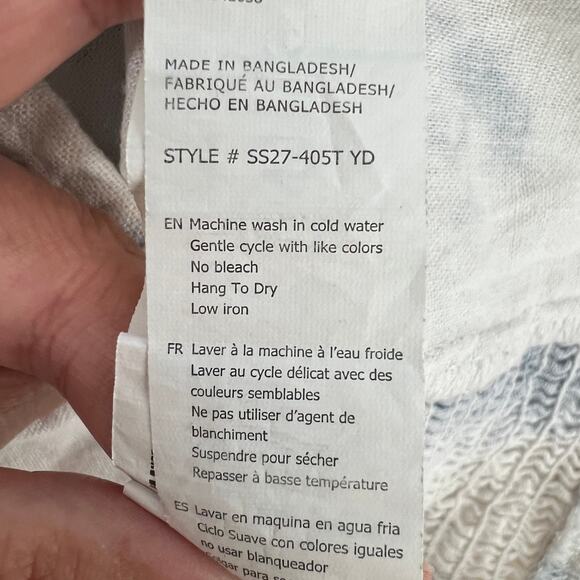 MADE IN BANGLADESH/
FABRIQUÉ AU BANGLADESH/
HECHO EN BANGLADESH
STYLE # SS27-405T YD
EN Machine wash in cold water
Gentle cycle with like colors
No bleach
Hang To Dry
Low iron
FR Laver à la machine à l'eau froide
Laver au cycle délicat avec des
couleurs semblables
Ne pas utiliser d'agent de
blanchiment
Suspendre pour sécher
Repasser à basse température
ES Lavar en maquina en agua fria
Ciclo Suave con colores iguales
no usar blanqueador
para